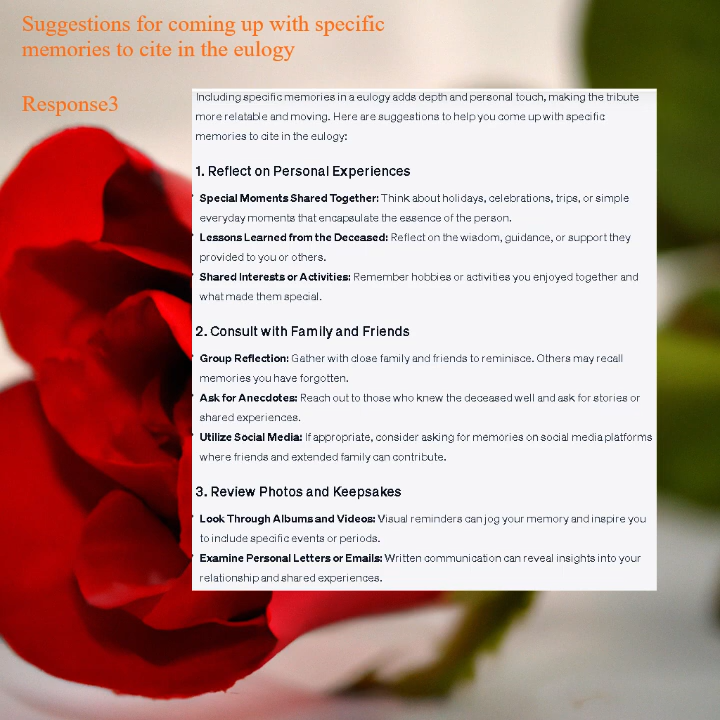 Suggestions for coming up with specific
memories to cite in the eulogy
Response3
Including specific memories in a eulogy adds depth and personal touch, making the tribute
more relatable and moving. Here are suggestions to help you come up with specific
memories to cite in the eulogy:
1. Reflect on Personal Experiences
Special Moments Shared Together: Think about holidays, celebrations, trips, or simple
everyday moments that encapsulate the essence of the person.
Lessons Learned from the Deceased: Reflect on the wisdom, guidance, or support they
provided to you or others.
Shared Interests or Activities: Remember hobbies or activities you enjoyed together and
what made them special.
2. Consult with Family and Friends
Group Reflection: Gather with close family and friends to reminisce. Others may recall
memories you have forgotten.
Ask for Anecdotes: Reach out to those who knew the deceased well and ask for stories or
shared experiences.
Utilize Social Media: If appropriate, consider asking for memories on social media platforms
where friends and extended family can contribute.
3. Review Photos and Keepsakes
Look Through Albums and Videos: Visual reminders can jog your memory and inspire you
to include specific events or periods.
Examine Personal Letters or Emails: Written communication can reveal insights into your
relationship and shared experiences.